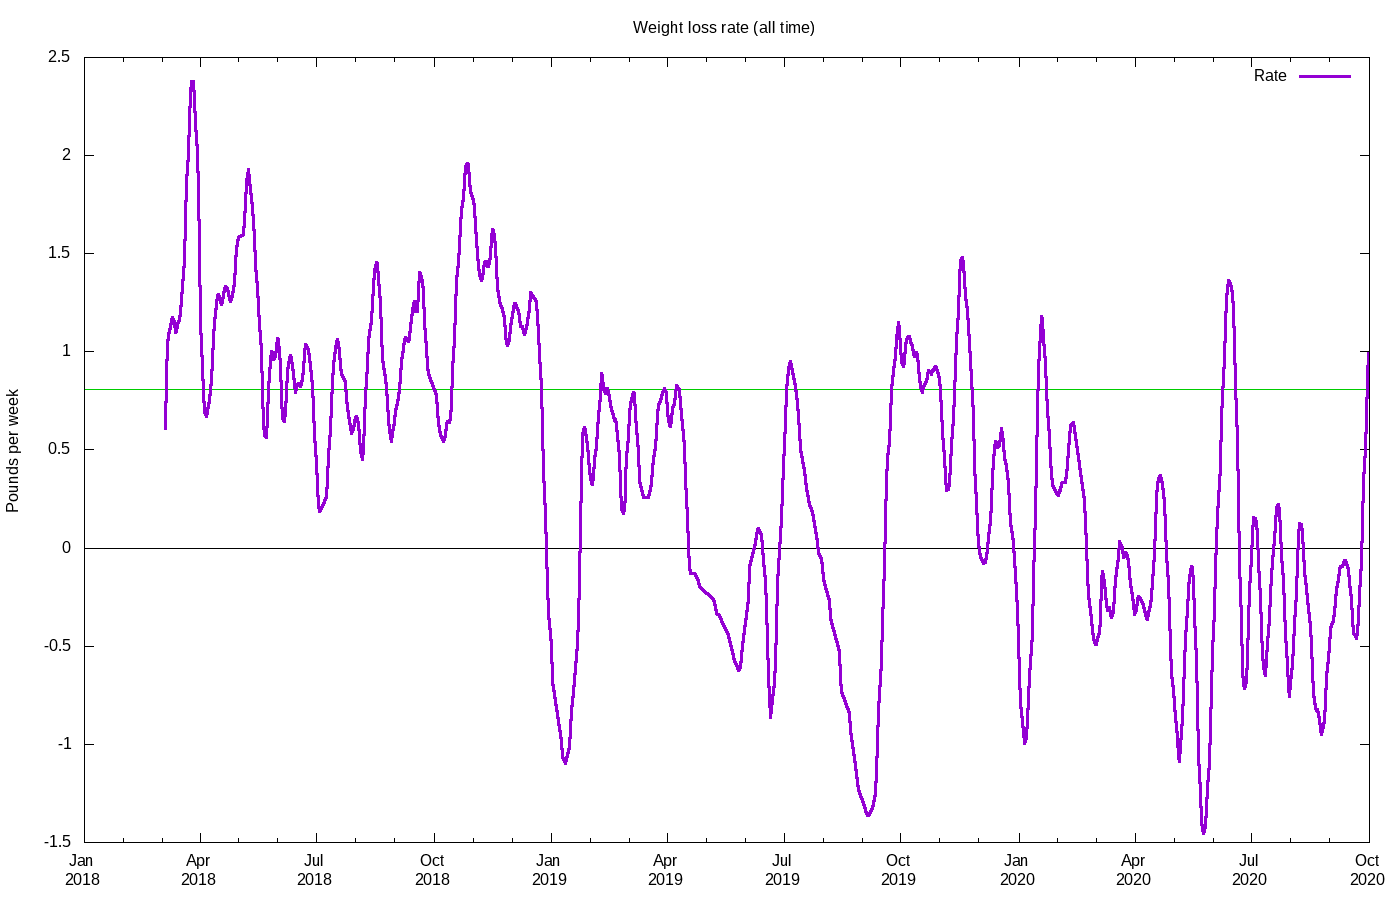 Weight loss rate (all time)
Rate
Pounds per week
2.5
2
1.5
1
0.5
0
-0.5
-1
-1.5
Jan Apr Jul Oct Jan Apr Jul Oct Jan Apr Jul Oct
2018 2018 2018 2018 2019 2019 2019 2019 2020 2020 2020 2020